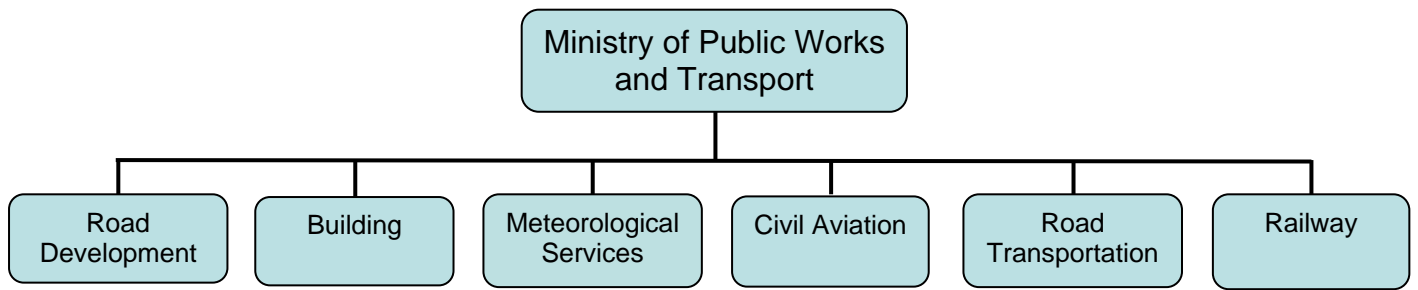 Ministry of Public Works
and Transport
Road
Development
Building
Meteorological
Services
Civil Aviation
Road
Transportation
Railway